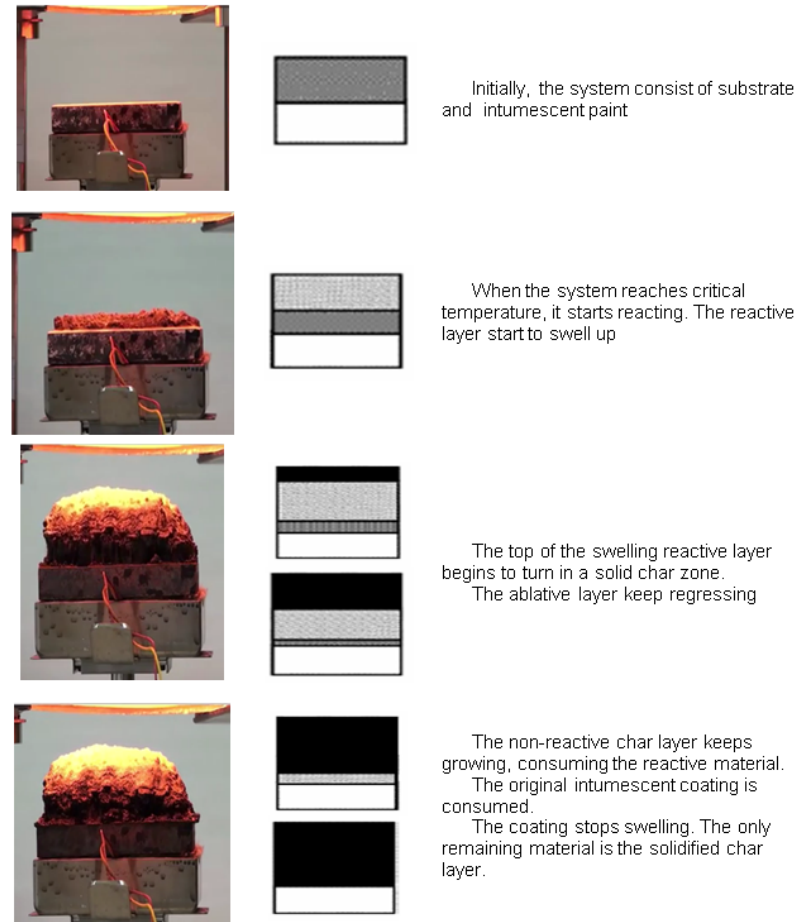 Initially, the system consist of substrate
and intumescent paint
When the system reaches critical
temperature, it starts reacting. The reactive
layer start to swell up
The top of the swelling reactive layer
begins to turn in a solid char zone.
The ablative layer keep regressing
The non-reactive char layer keeps
growing, consuming the reactive material.
The original intumescent coating is
consumed.
The coating stops swelling. The only
remaining material is the solidified char
layer.